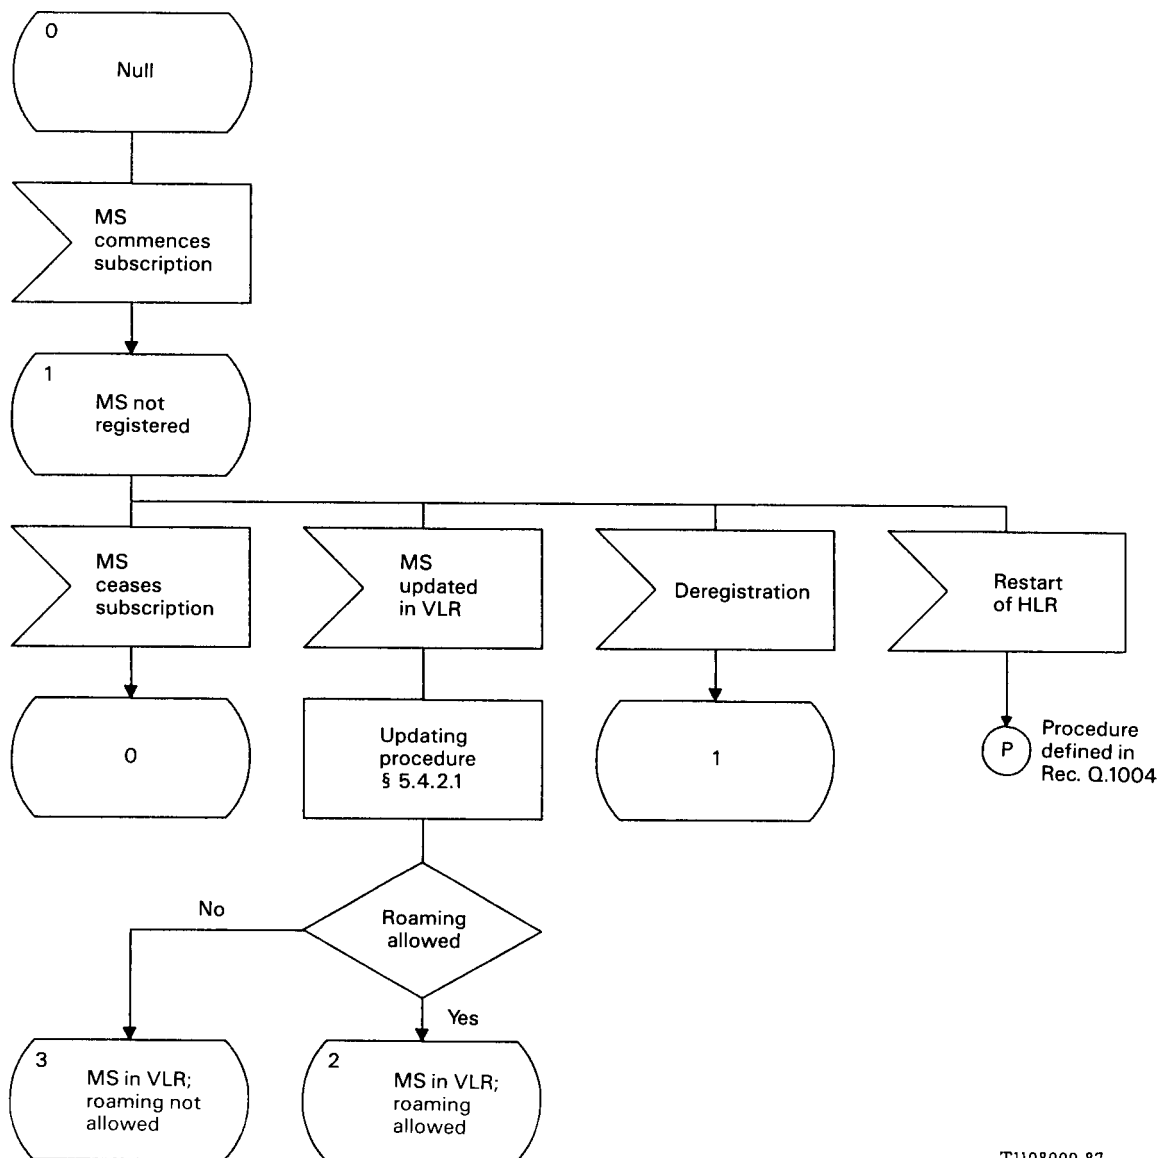 0
Null
MS
commences
subscription
1
MS not
registered
MS
ceases
subscription
MS
updated
in VLR
Deregistration
Restart
of HLR
0
Updating
procedure
§ 5.4.2.1
1
P
Procedure
defined in
Rec. Q.1004
No
Roaming
allowed
Yes
3
MS in VLR;
roaming not
allowed
2
MS in VLR;
roaming
allowed